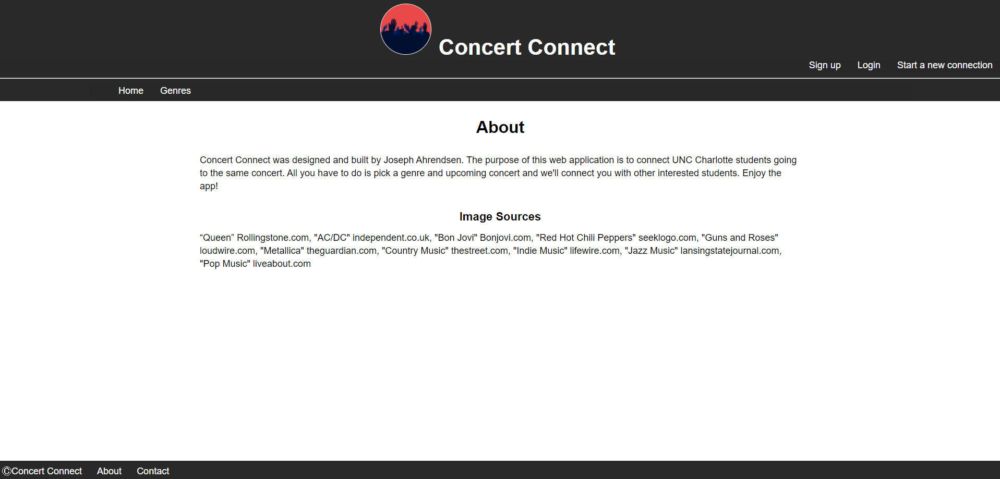 Concert Connect
Sign up Login Start a new connection
Home Genres
About
Concert Connect was designed and built by Joseph Ahrendsen. The purpose of this web application is to connect UNC Charlotte students going
to the same concert. All you have to do is pick a genre and upcoming concert and we'll connect you with other interested students. Enjoy the
app!
Image Sources
“Queen” Rollingstone.com, "AC/DC" independent.co.uk, "Bon Jovi" Bonjovi.com, "Red Hot Chili Peppers" seeklogo.com, "Guns and Roses"
loudwire.com, "Metallica" theguardian.com, "Country Music" thestreet.com, "Indie Music" lifewire.com, "Jazz Music" lansingstatejournal.com,
"Pop Music" liveabout.com
©Concert Connect About Contact